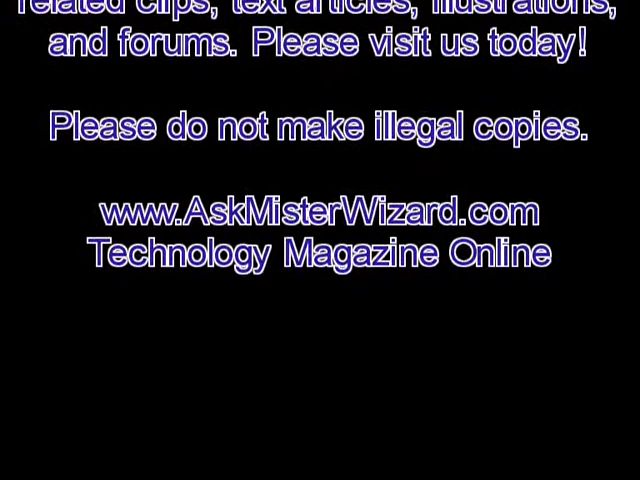 related clips, text articles, illustrations,
and forums. Please visit us today!
Please do not make illegal copies.
www.AskMisterWizard.com
Technology Magazine Online